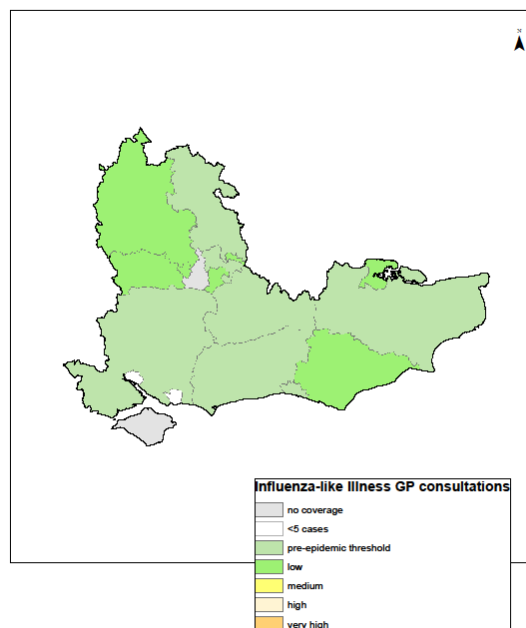 N
Influenza-like Illness GP consultations
no coverage
<5 cases
pre-epidemic threshold
low
medium
high
very high